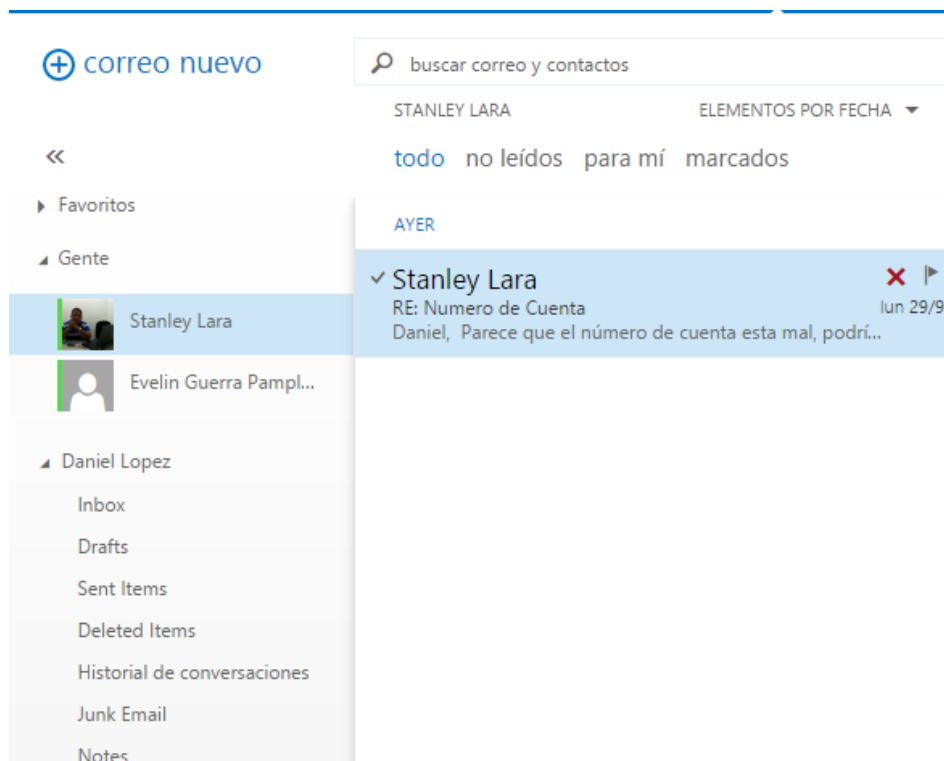 correo nuevo
buscar correo y contactos
STANLEY LARA ELEMENTOS POR FECHA
todo no leídos para mí marcados
Favoritos
AYER
Gente
Stanley Lara
RE: Numero de Cuenta lun 29/9
Daniel, Parece que el número de cuenta esta mal, podrí...
Stanley Lara
Evelin Guerra Pampl...
Daniel Lopez
Inbox
Drafts
Sent Items
Deleted Items
Historial de conversaciones
Junk Email
Notes